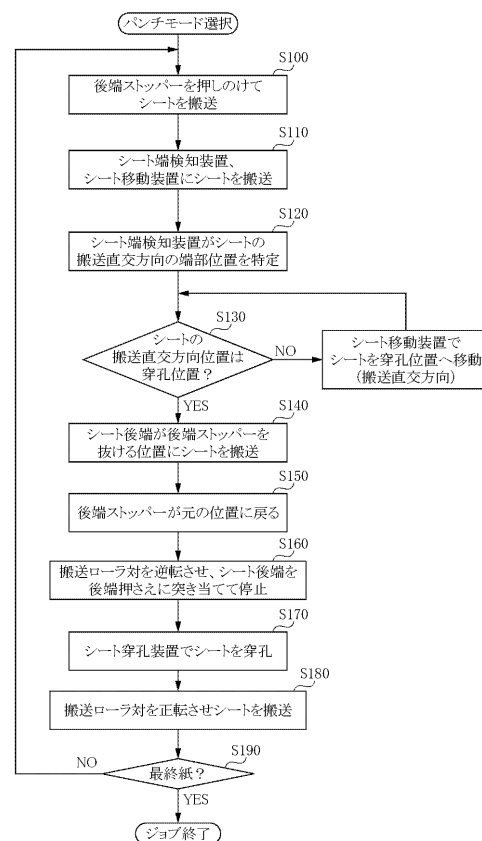 パンチモード選択
S100
後端ストッパーを押しのけて
シートを搬送
S110
シート端検知装置、
シート移動装置にシートを搬送
S120
シート端検知装置がシートの
搬送直交方向の端部位置を特定
S130
シートの
搬送直交方向位置は
穿孔位置?
NO
シート移動装置で
シートを穿孔位置へ移動
(搬送直交方向)
YES
S140
シート後端が後端ストッパーを
抜ける位置にシートを搬送
S150
後端ストッパーが元の位置に戻る
S160
搬送ローラ対を逆転させ、シート後端を
後端押さえに突き当てて停止
S170
シート穿孔装置でシートを穿孔
S180
搬送ローラ対を正転させシートを搬送
S190
NO
最終紙?
YES
ジョブ終了